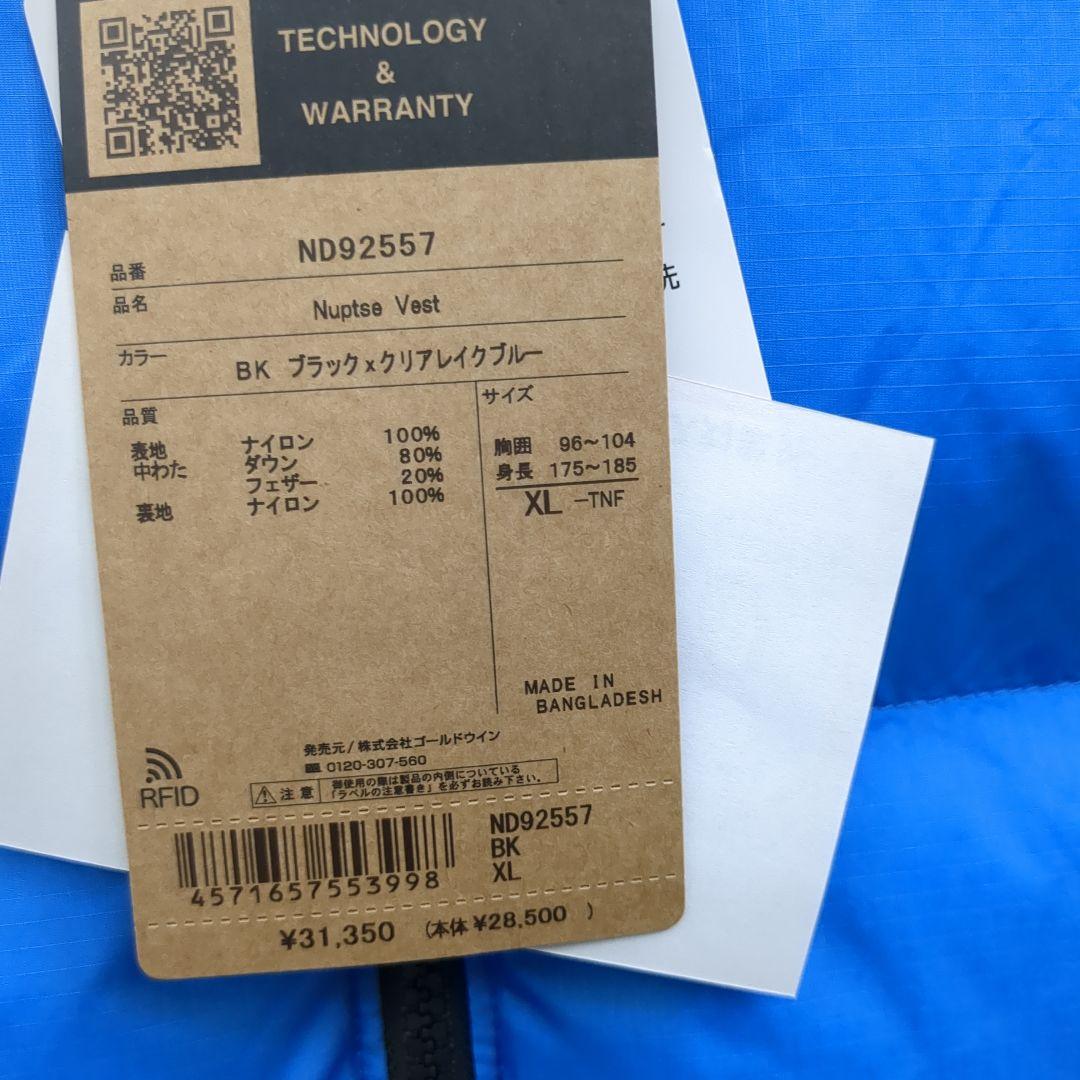 TECHNOLOGY
&
WARRANTY
品番 ND92557
品名 Nuptse Vest
カラー BK ブラックxクリアレイクブルー
品質
表地 ナイロン 100%
中わた ダウン 80%
フェザー 20%
裏地 ナイロン 100%
サイズ
胸囲 96~104
身長 175~185
XL -TNF
MADE IN
BANGLADESH
発売元/株式会社ゴールドウイン
0120-307-560
RFID
注意 御使用の際は製品の内側についている
「ラベルの注意書き」を必ずお読み下さい。
4571657553998
ND92557
BK
XL
¥31,350 (本体¥28,500 )
先